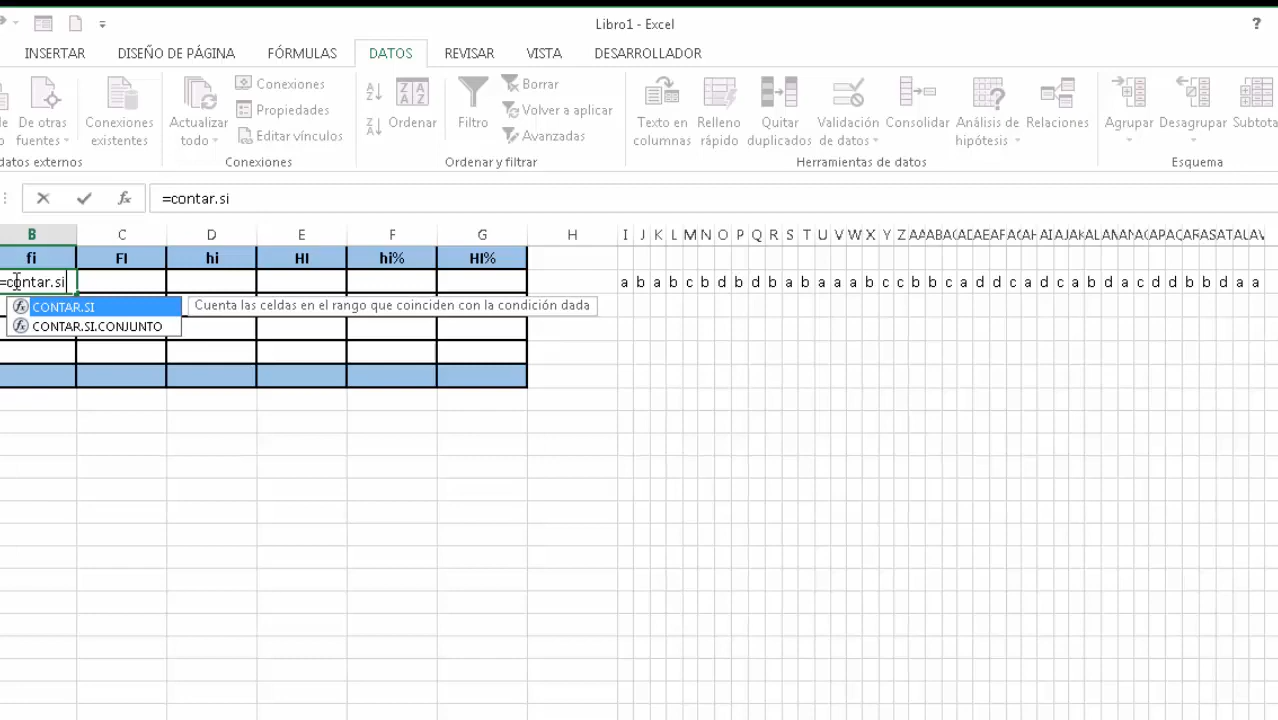 Libro1 - Excel
?
INSERTAR DISEÑO DE PÁGINA FÓRMULAS DATOS REVISAR VISTA DESARROLLADOR
De otras fuentes
datos externos
Conexiones existentes
Actualizar todo
Conexiones
Propiedades
Editar vínculos
Conexiones
Ordenar
Filtro
Borrar
Volver a aplicar
Avanzadas
Ordenar y filtrar
Texto en columnas
Relleno rápido
Quitar duplicados
Validación de datos
Consolidar
Análisis de hipótesis
Relaciones
Herramientas de datos
Agrupar
Desagrupar
Esquema
fx =contar.si
B C D E F G H I J K L M N O P Q R S T U V W X Y Z
fi FI hi HI hi% HI%
=contar.si
a b a b c b d b d b a b a a a b c c b b c a d d c a d c a b d a c d d b b d a a
CONTAR.SI
Cuenta las celdas en el rango que coinciden con la condición dada
CONTAR.SI.CONJUNTO